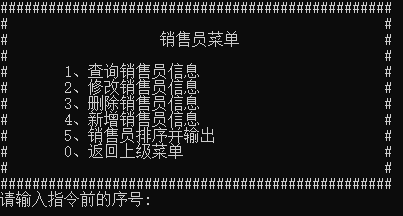 ##################################################
#                                                #
#                   销售员菜单                   #
#                                                #
#       1、查询销售员信息                        #
#       2、修改销售员信息                        #
#       3、删除销售员信息                        #
#       4、新增销售员信息                        #
#       5、销售员排序并输出                      #
#       0、返回上级菜单                          #
#                                                #
##################################################
请输入指令前的序号: